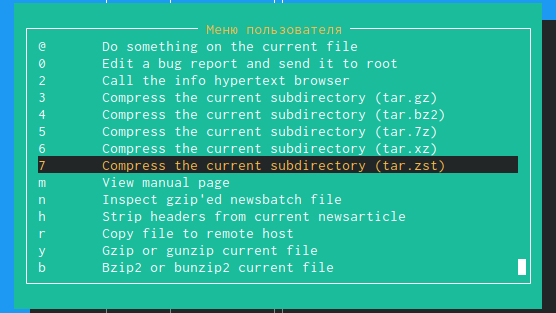 Меню пользователя
@ Do something on the current file
0 Edit a bug report and send it to root
2 Call the info hypertext browser
3 Compress the current subdirectory (tar.gz)
4 Compress the current subdirectory (tar.bz2)
5 Compress the current subdirectory (tar.7z)
6 Compress the current subdirectory (tar.xz)
7 Compress the current subdirectory (tar.zst)
m View manual page
n Inspect gzip'ed newsbatch file
h Strip headers from current newsarticle
r Copy file to remote host
y Gzip or gunzip current file
b Bzip2 or bunzip2 current file